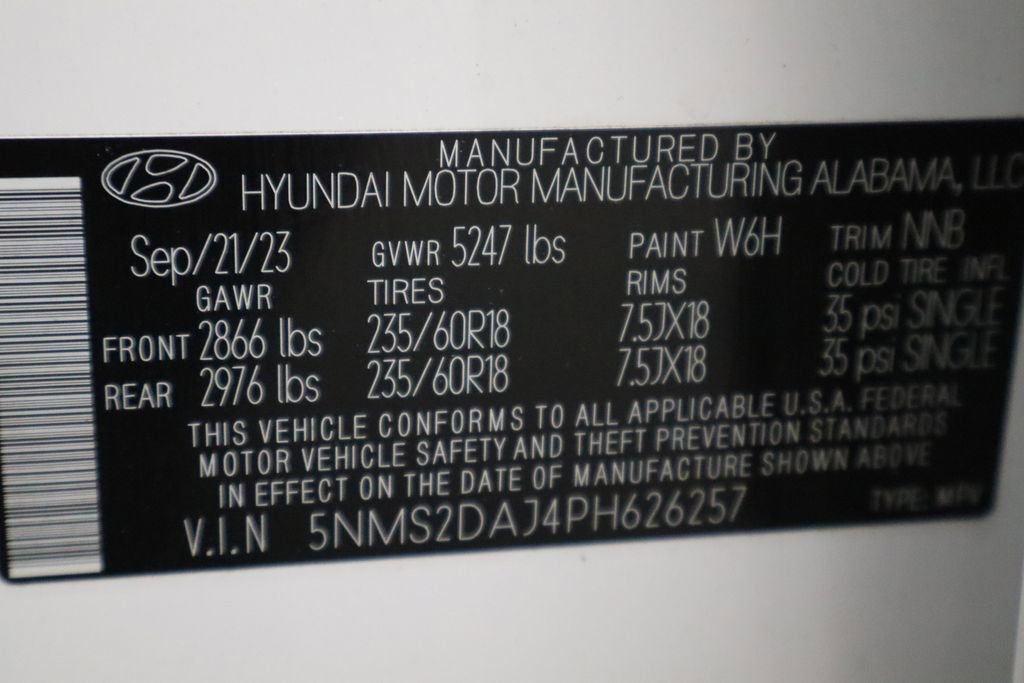 MANUFACTURED BY
HYUNDAI MOTOR MANUFACTURING ALABAMA, LLC
Sep/21/23 GVWR 5247 lbs PAINT W6H TRIM NNB
GAWR TIRES RIMS COLD TIRE INFL
FRONT 2866 lbs 235/60R18 7.5JX18 35 psi SINGLE
REAR 2976 lbs 235/60R18 7.5JX18 35 psi SINGLE
THIS VEHICLE CONFORMS TO ALL APPLICABLE U.S.A. FEDERAL
MOTOR VEHICLE SAFETY AND THEFT PREVENTION STANDARDS
IN EFFECT ON THE DATE OF MANUFACTURE SHOWN ABOVE
V.I.N 5NMS2DAJ4PH626257 TYPE: MPV